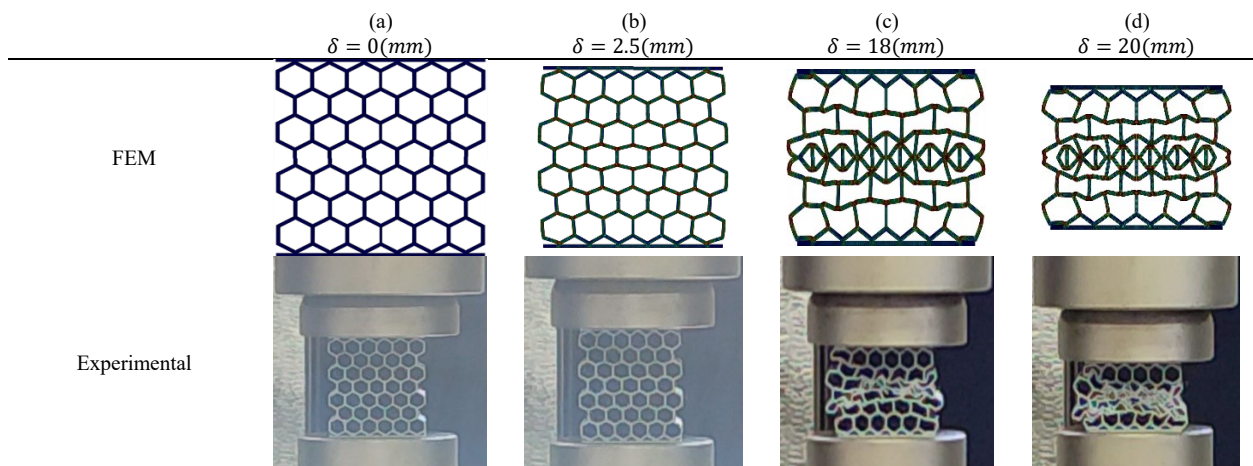 (a) (b) (c) (d)
𝛿 = 0(𝑚𝑚) 𝛿 = 2.5(𝑚𝑚) 𝛿 = 18(𝑚𝑚) 𝛿 = 20(𝑚𝑚)
FEM
Experimental